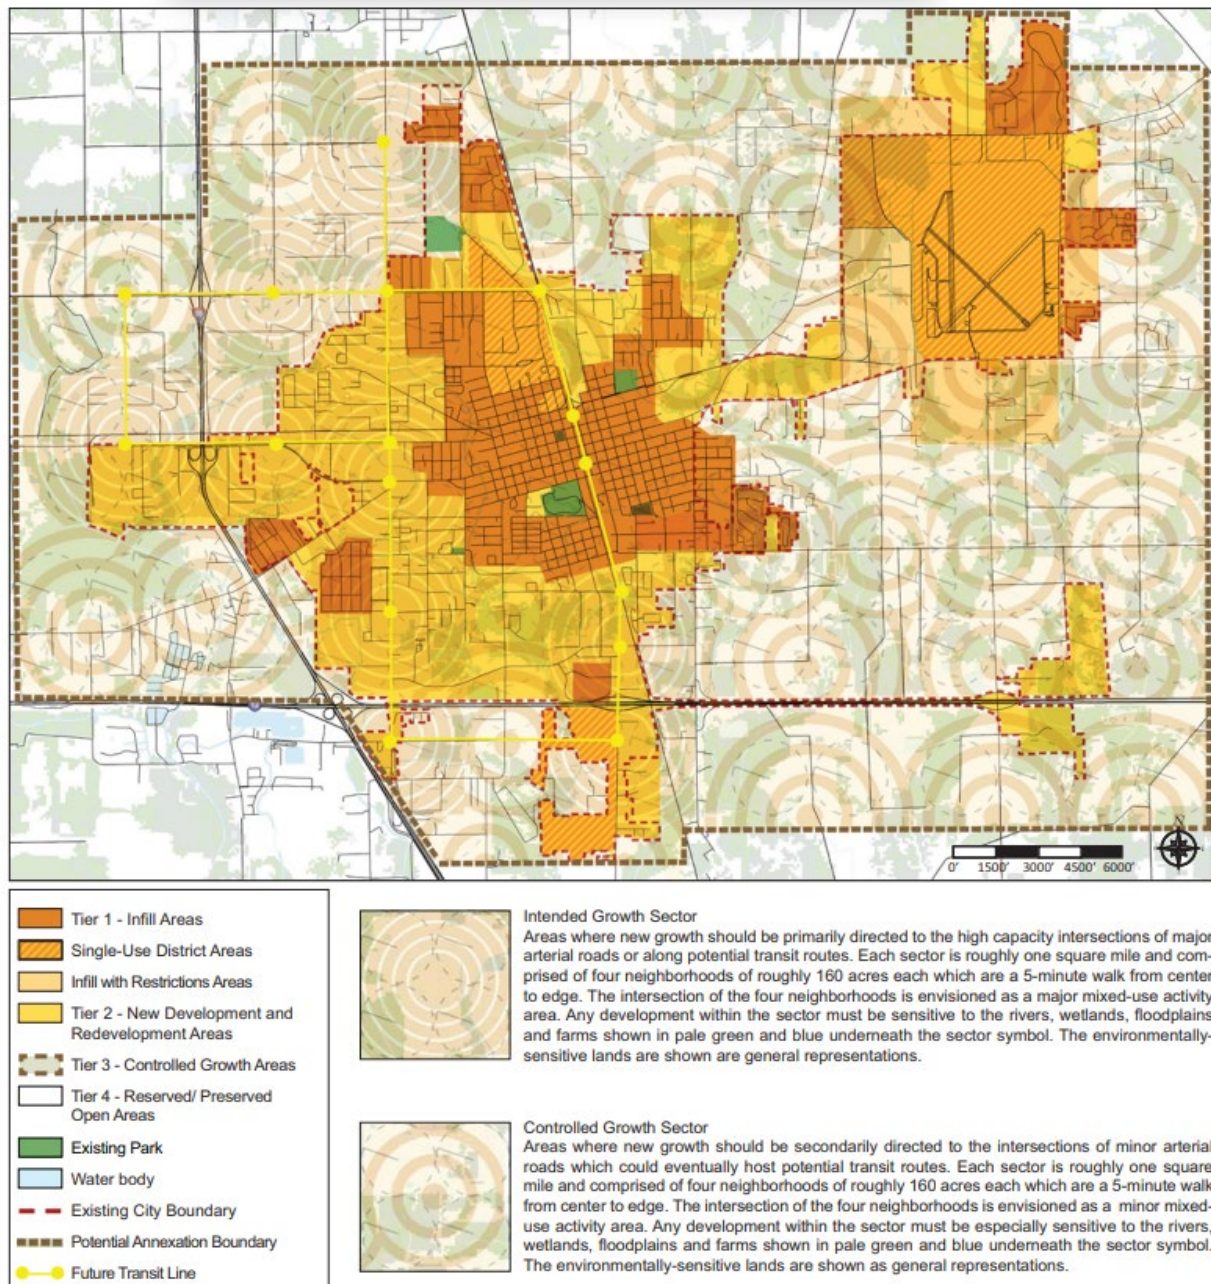 N
0' 1500' 3000' 4500' 6000'
Tier 1 - Infill Areas
Single-Use District Areas
Infill with Restrictions Areas
Tier 2 - New Development and
Redevelopment Areas
Tier 3 - Controlled Growth Areas
Tier 4 - Reserved/ Preserved
Open Areas
Existing Park
Water body
Existing City Boundary
Potential Annexation Boundary
Future Transit Line
Intended Growth Sector
Areas where new growth should be primarily directed to the high capacity intersections of major
arterial roads or along potential transit routes. Each sector is roughly one square mile and com-
prised of four neighborhoods of roughly 160 acres each which are a 5-minute walk from center
to edge. The intersection of the four neighborhoods is envisioned as a major mixed-use activity
area. Any development within the sector must be sensitive to the rivers, wetlands, floodplains
and farms shown in pale green and blue underneath the sector symbol. The environmentally-
sensitive lands are shown are general representations.
Controlled Growth Sector
Areas where new growth should be secondarily directed to the intersections of minor arterial
roads which could eventually host potential transit routes. Each sector is roughly one square
mile and comprised of four neighborhoods of roughly 160 acres each which are a 5-minute walk
from center to edge. The intersection of the four neighborhoods is envisioned as a minor mixed-
use activity area. Any development within the sector must be especially sensitive to the rivers,
wetlands, floodplains and farms shown in pale green and blue underneath the sector symbol.
The environmentally-sensitive lands are shown as general representations.